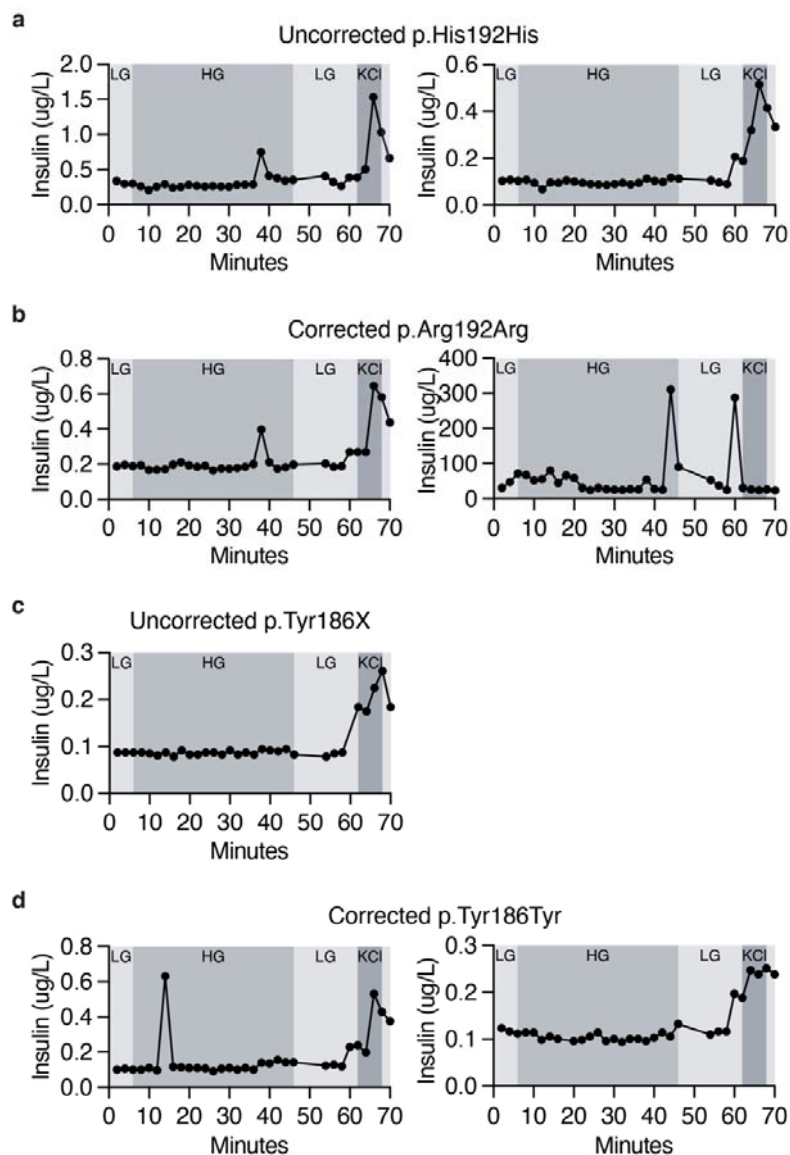 a
Uncorrected p.His192His
Insulin (ug/L)
2.0
1.5
1.0
0.5
0.0
LG HG LG KCl
0 10 20 30 40 50 60 70
Minutes
Insulin (ug/L)
0.6
0.4
0.2
0.0
LG HG LG KCl
0 10 20 30 40 50 60 70
Minutes
b
Corrected p.Arg192Arg
Insulin (ug/L)
0.8
0.6
0.4
0.2
0.0
LG HG LG KCl
0 10 20 30 40 50 60 70
Minutes
Insulin (ug/L)
400
300
200
100
0
LG HG LG KCl
0 10 20 30 40 50 60 70
Minutes
c
Uncorrected p.Tyr186X
Insulin (ug/L)
0.3
0.2
0.1
0.0
LG HG LG KCl
0 10 20 30 40 50 60 70
Minutes
d
Corrected p.Tyr186Tyr
Insulin (ug/L)
0.8
0.6
0.4
0.2
0.0
LG HG LG KCl
0 10 20 30 40 50 60 70
Minutes
Insulin (ug/L)
0.3
0.2
0.1
0.0
LG HG LG KCl
0 10 20 30 40 50 60 70
Minutes